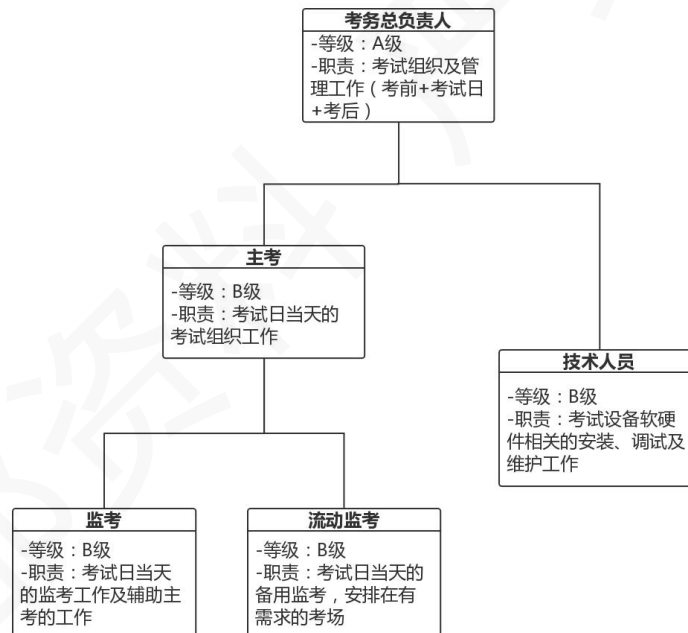 考务总负责人
-等级：A级
-职责：考试组织及管
理工作（考前+考试日
+考后）
主考
-等级：B级
-职责：考试日当天的
考试组织工作
技术人员
-等级：B级
-职责：考试设备软硬
件相关的安装、调试及
维护工作
监考
-等级：B级
-职责：考试日当天
的监考工作及辅助主
考的工作
流动监考
-等级：B级
-职责：考试日当天的
备用监考，安排在有
需求的考场
资料